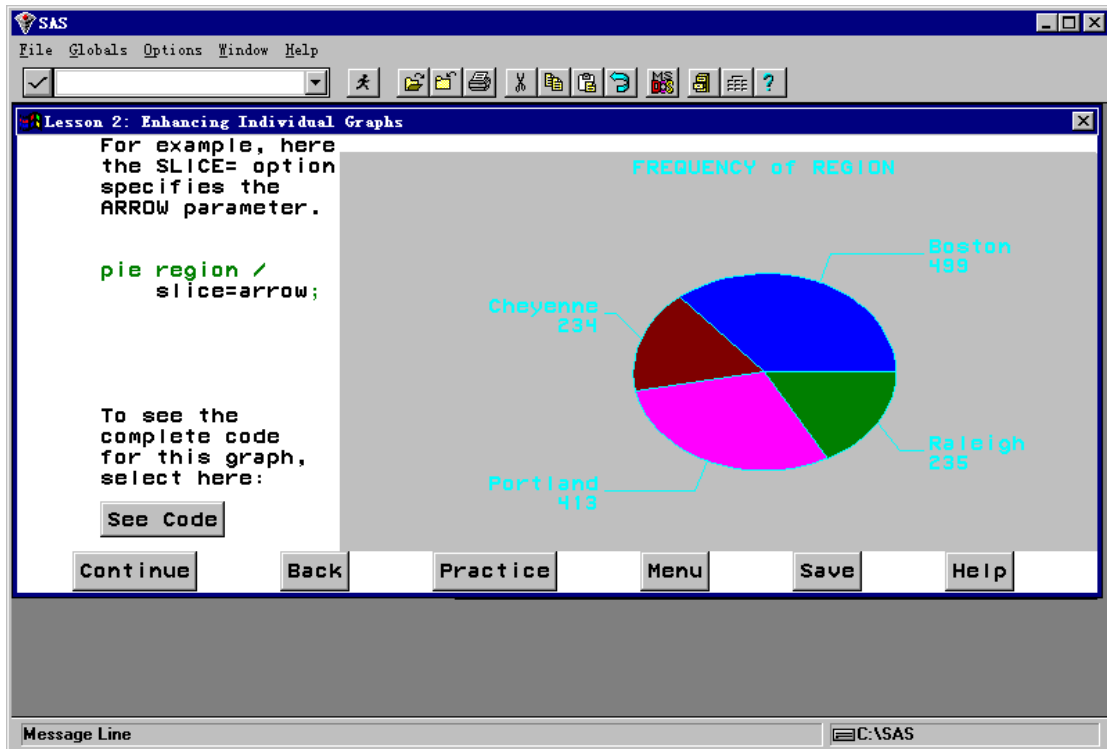 SAS
File Globals Options Window Help
MS
DOS
?
Lesson 2: Enhancing Individual Graphs
For example, here
the SLICE= option
specifies the
ARROW parameter.
pie region /
slice=arrow;
To see the
complete code
for this graph,
select here:
See Code
FREQUENCY of REGION
Boston
499
Cheyenne
234
Raleigh
235
Portland
413
Continue Back Practice Menu Save Help
Message Line C:\SAS